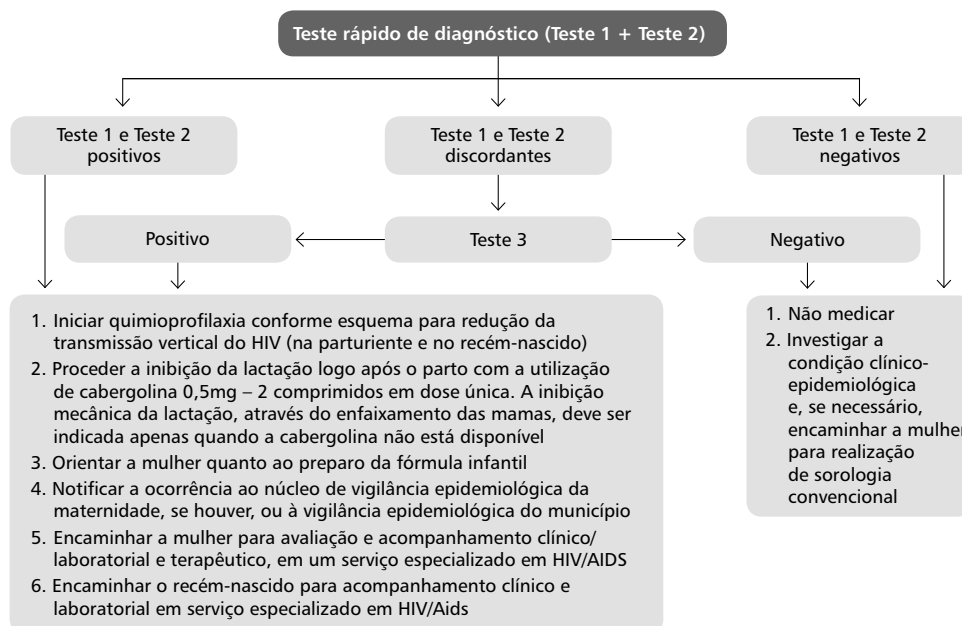 Teste rápido de diagnóstico (Teste 1 + Teste 2)
Teste 1 e Teste 2
positivos
Teste 1 e Teste 2
discordantes
Teste 1 e Teste 2
negativos
Positivo
Teste 3
Negativo
1. Iniciar quimioprofilaxia conforme esquema para redução da
transmissão vertical do HIV (na parturiente e no recém-nascido)
2. Proceder a inibição da lactação logo após o parto com a utilização
de cabergolina 0,5mg – 2 comprimidos em dose única. A inibição
mecânica da lactação, através do enfaixamento das mamas, deve ser
indicada apenas quando a cabergolina não está disponível
3. Orientar a mulher quanto ao preparo da fórmula infantil
4. Notificar a ocorrência ao núcleo de vigilância epidemiológica da
maternidade, se houver, ou à vigilância epidemiológica do município
5. Encaminhar a mulher para avaliação e acompanhamento clínico/
laboratorial e terapêutico, em um serviço especializado em HIV/AIDS
6. Encaminhar o recém-nascido para acompanhamento clínico e
laboratorial em serviço especializado em HIV/Aids
1. Não medicar
2. Investigar a
condição clínico-
epidemiológica
e, se necessário,
encaminhar a mulher
para realização
de sorologia
convencional